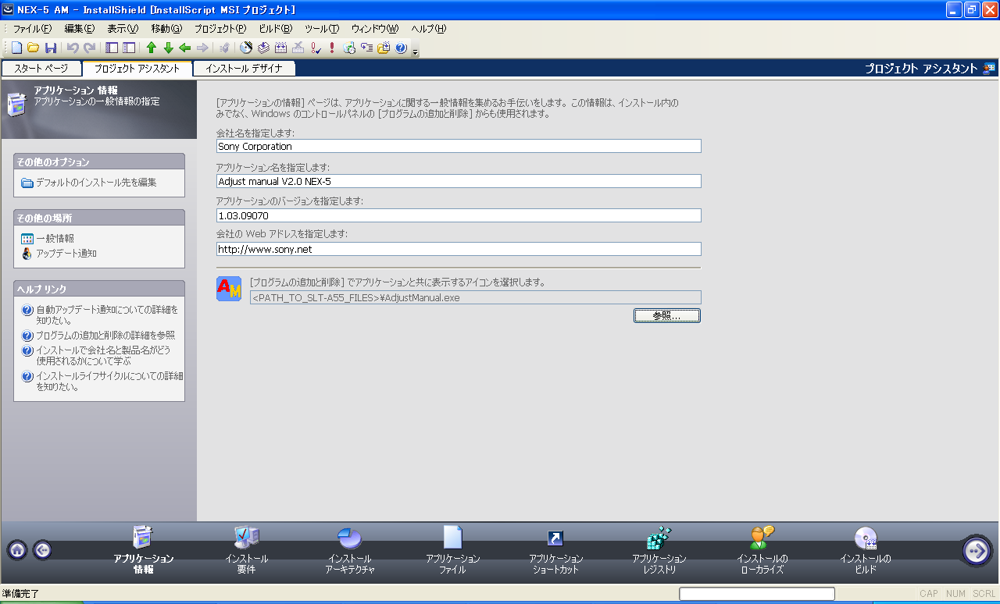 NEX-5 AM - InstallShield [InstallScript MSI プロジェクト]
ファイル(F) 編集(E) 表示(V) 移動(G) プロジェクト(P) ビルド(B) ツール(T) ウィンドウ(W) ヘルプ(H)
スタート ページ プロジェクト アシスタント インストール デザイナ プロジェクト アシスタント
アプリケーション 情報
アプリケーションの一般情報の指定
その他のオプション
デフォルトのインストール先を編集
その他の場所
一般情報
アップデート通知
ヘルプ リンク
自動アップデート通知についての詳細を
知りたい。
プログラムの追加と削除の詳細を参照
インストールで会社名と製品名がどう
使用されるかについて学ぶ
インストールライフサイクルについての詳細
を知りたい。
[アプリケーションの情報] ページは、アプリケーションに関する一般情報を集めるお手伝いをします。この情報は、インストール内の
みでなく、Windows のコントロールパネルの [プログラムの追加と削除] からも使用されます。
会社名を指定します:
Sony Corporation
アプリケーション名を指定します:
Adjust manual V2.0 NEX-5
アプリケーションのバージョンを指定します:
1.03.09070
会社の Web アドレスを指定します:
http://www.sony.net
AM
[プログラムの追加と削除] でアプリケーションと共に表示するアイコンを選択します。
<PATH_TO_SLT-A55_FILES>¥AdjustManual.exe
参照...
アプリケーション
情報
インストール
要件
インストール
アーキテクチャ
アプリケーション
ファイル
アプリケーション
ショートカット
アプリケーション
レジストリ
インストールの
ローカライズ
インストールの
ビルド
準備完了
CAP NUM SCRL